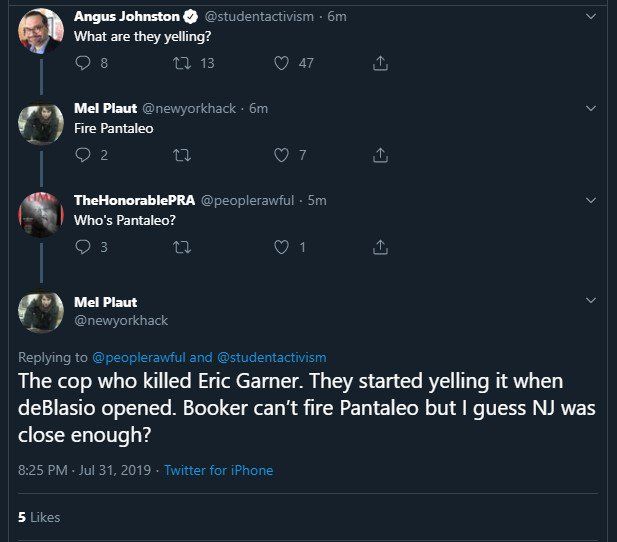 Angus Johnston @studentactivism · 6m
What are they yelling?
8 13 47
Mel Plaut @newyorkhack · 6m
Fire Pantaleo
2 7
TheHonorablePRA @peoplerawful · 5m
Who's Pantaleo?
3 1
Mel Plaut
@newyorkhack
Replying to @peoplerawful and @studentactivism
The cop who killed Eric Garner. They started yelling it when
deBlasio opened. Booker can’t fire Pantaleo but I guess NJ was
close enough?
8:25 PM · Jul 31, 2019 · Twitter for iPhone
5 Likes